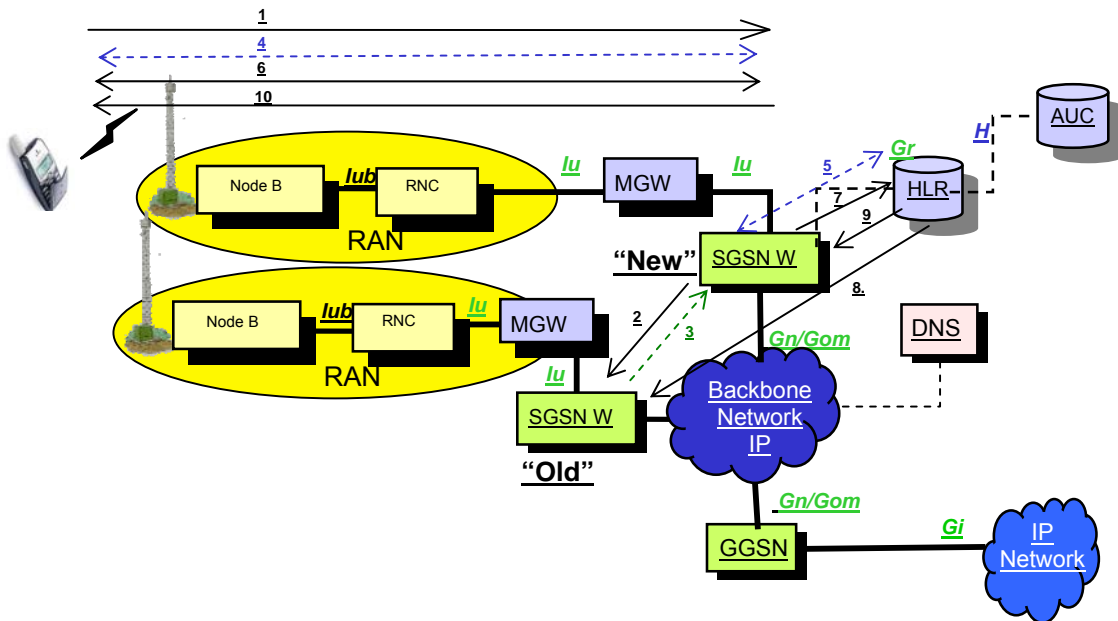 1
4
6
10
AUC
H
Gr
Iu
Iu
5
MGW
HLR
Node B
Iub
RNC
7
9
RAN
“New”
SGSN W
8.
Iu
2
3
DNS
Node B
Iub
RNC
MGW
Gn/Gom
RAN
Iu
Backbone
Network
IP
SGSN W
“Old”
Gn/Gom
Gi
IP
Network
GGSN